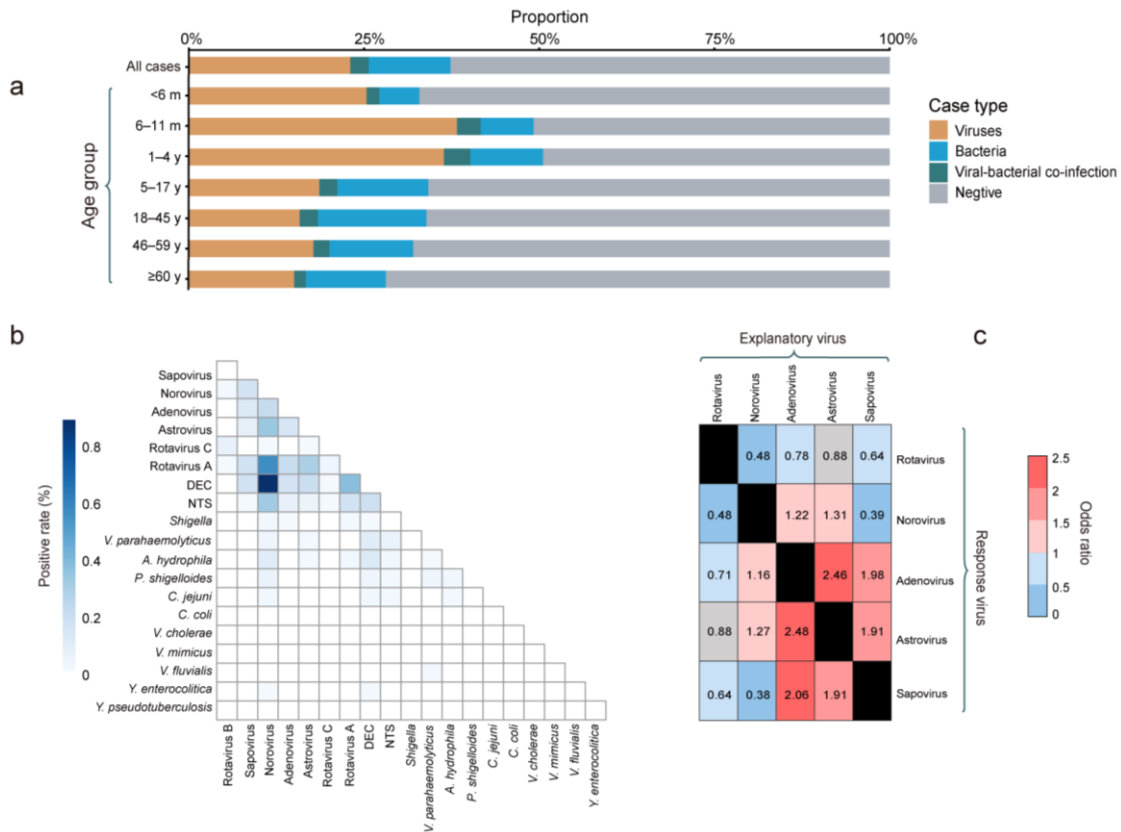 Proportion
0% 25% 50% 75% 100%
a
Age group
All cases
<6 m
6–11 m
1–4 y
5–17 y
18–45 y
46–59 y
≥60 y
Case type
Viruses
Bacteria
Viral-bacterial co-infection
Negtive
b
Positive rate (%)
0.8
0.6
0.4
0.2
0
Sapovirus
Norovirus
Adenovirus
Astrovirus
Rotavirus C
Rotavirus A
DEC
NTS
Shigella
V. parahaemolyticus
A. hydrophila
P. shigelloides
C. jejuni
C. coli
V. cholerae
V. mimicus
V. fluvialis
Y. enterocolitica
Y. pseudotuberculosis
Rotavirus B
Sapovirus
Norovirus
Adenovirus
Astrovirus
Rotavirus C
Rotavirus A
DEC
NTS
Shigella
V. parahaemolyticus
A. hydrophila
P. shigelloides
C. jejuni
C. coli
V. cholerae
V. mimicus
V. fluvialis
Y. enterocolitica
c
Explanatory virus
Rotavirus
Norovirus
Adenovirus
Astrovirus
Sapovirus
0.48 0.78 0.88 0.64 Rotavirus
0.48 1.22 1.31 0.39 Norovirus
0.71 1.16 2.46 1.98 Adenovirus
0.88 1.27 2.48 1.91 Astrovirus
0.64 0.38 2.06 1.91 Sapovirus
Response virus
2.5
2
1.5
1
0.5
0
Odds ratio